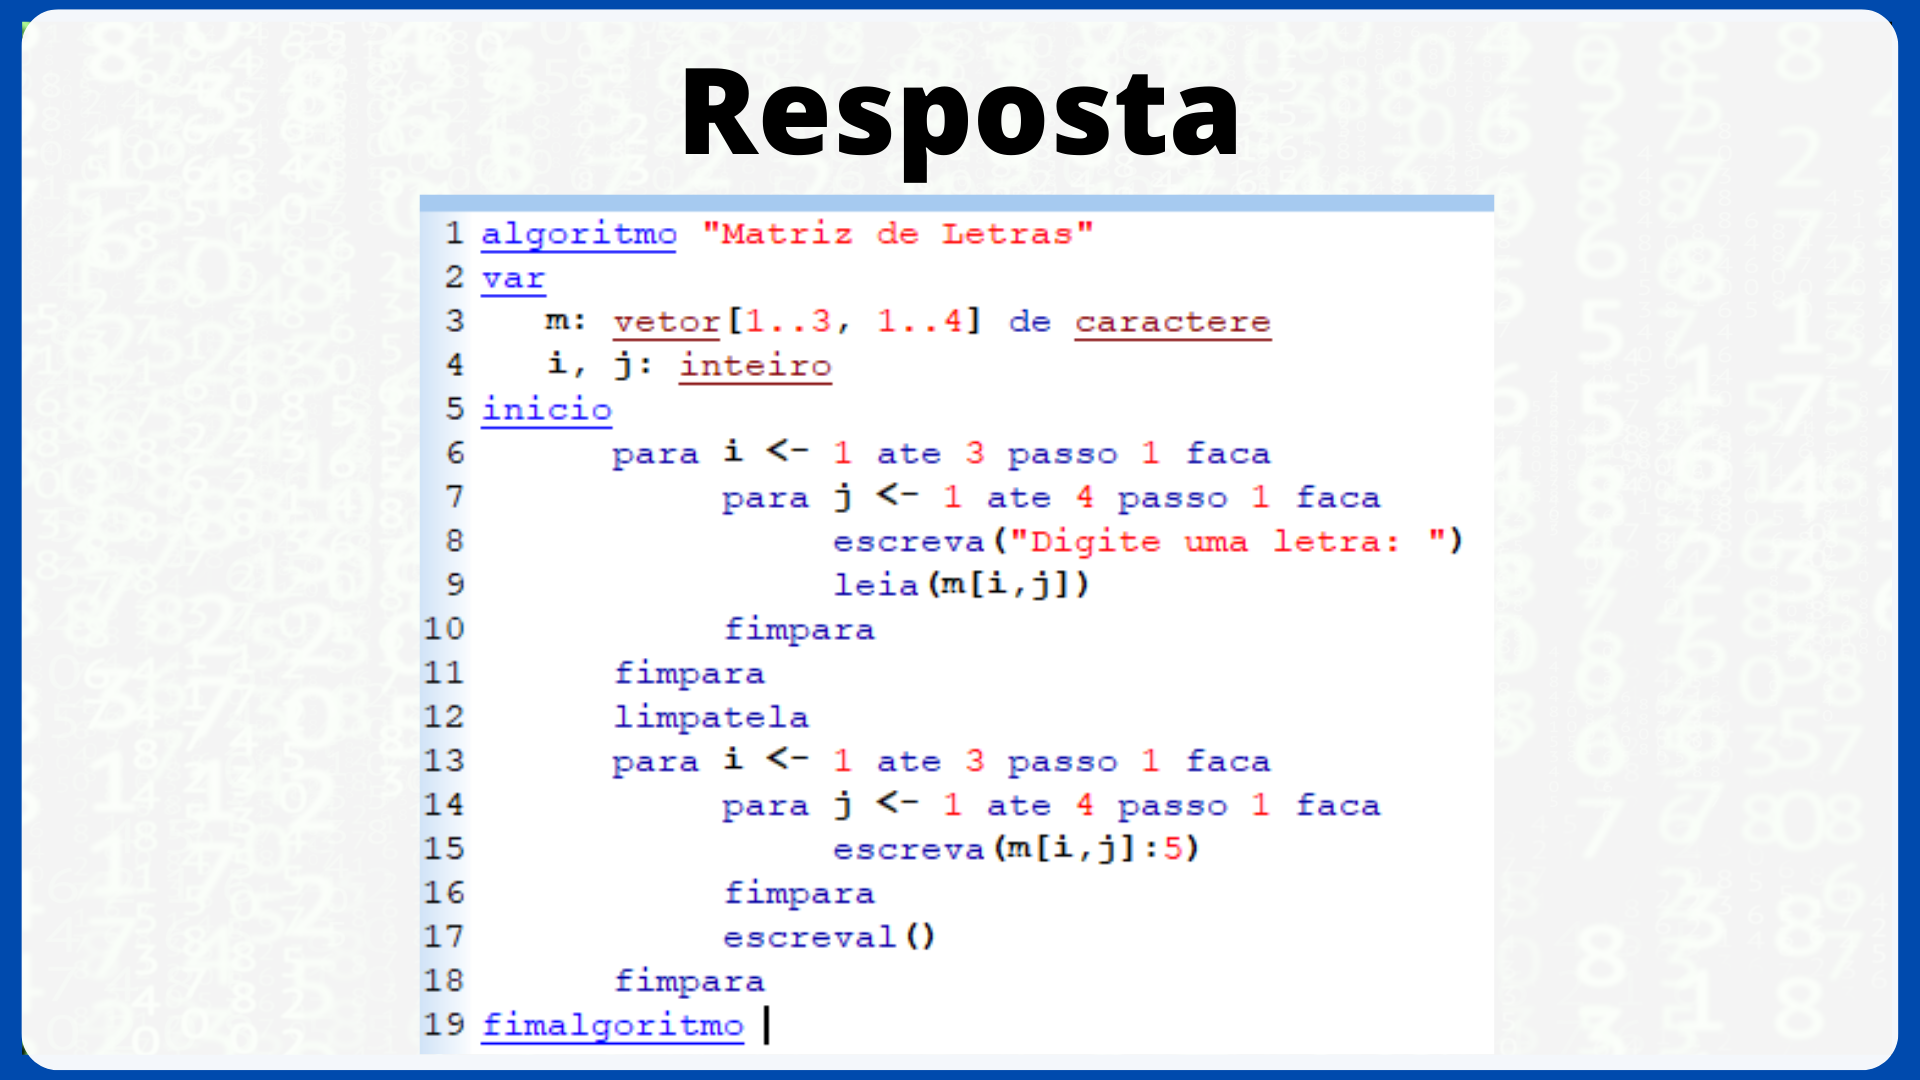 Resposta
1 algoritmo "Matriz de Letras"
2 var
3 m: vetor[1..3, 1..4] de caractere
4 i, j: inteiro
5 inicio
6 para i <- 1 ate 3 passo 1 faca
7 para j <- 1 ate 4 passo 1 faca
8 escreva("Digite uma letra: ")
9 leia(m[i,j])
10 fimpara
11 fimpara
12 limpatela
13 para i <- 1 ate 3 passo 1 faca
14 para j <- 1 ate 4 passo 1 faca
15 escreva(m[i,j]:5)
16 fimpara
17 escreval()
18 fimpara
19 fimalgoritmo